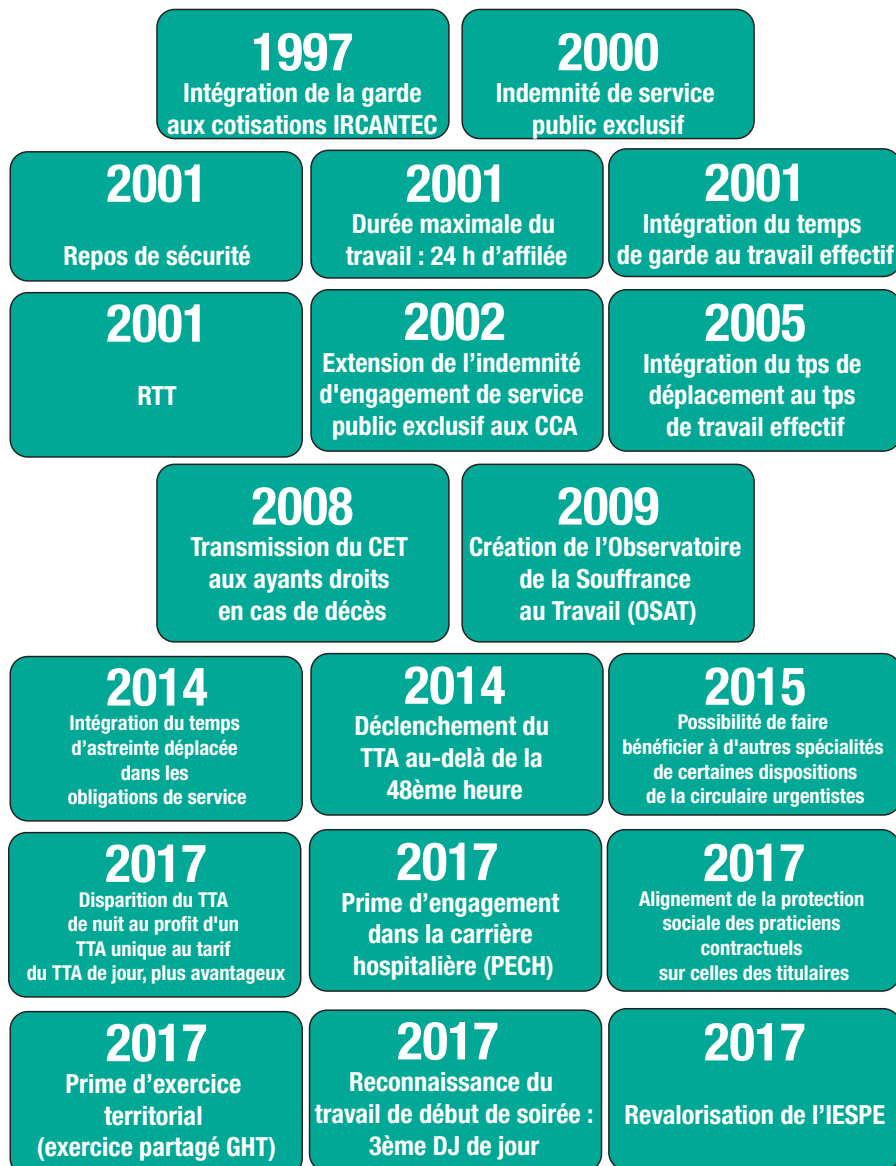 1997
Intégration de la garde
aux cotisations IRCANTEC
2000
Indemnité de service
public exclusif
2001
Repos de sécurité
2001
Durée maximale du
travail : 24 h d’affilée
2001
Intégration du temps
de garde au travail effectif
2001
RTT
2002
Extension de l’indemnité
d'engagement de service
public exclusif aux CCA
2005
Intégration du tps de
déplacement au tps
de travail effectif
2008
Transmission du CET
aux ayants droits
en cas de décès
2009
Création de l’Observatoire
de la Souffrance
au Travail (OSAT)
2014
Intégration du temps
d’astreinte déplacée
dans les
obligations de service
2014
Déclenchement du
TTA au-delà de la
48ème heure
2015
Possibilité de faire
bénéficier à d'autres spécialités
de certaines dispositions
de la circulaire urgentistes
2017
Disparition du TTA
de nuit au profit d'un
TTA unique au tarif
du TTA de jour, plus avantageux
2017
Prime d’engagement
dans la carrière
hospitalière (PECH)
2017
Alignement de la protection
sociale des praticiens
contractuels
sur celles des titulaires
2017
Prime d’exercice
territorial
(exercice partagé GHT)
2017
Reconnaissance du
travail de début de soirée :
3ème DJ de jour
2017
Revalorisation de l’IESPE